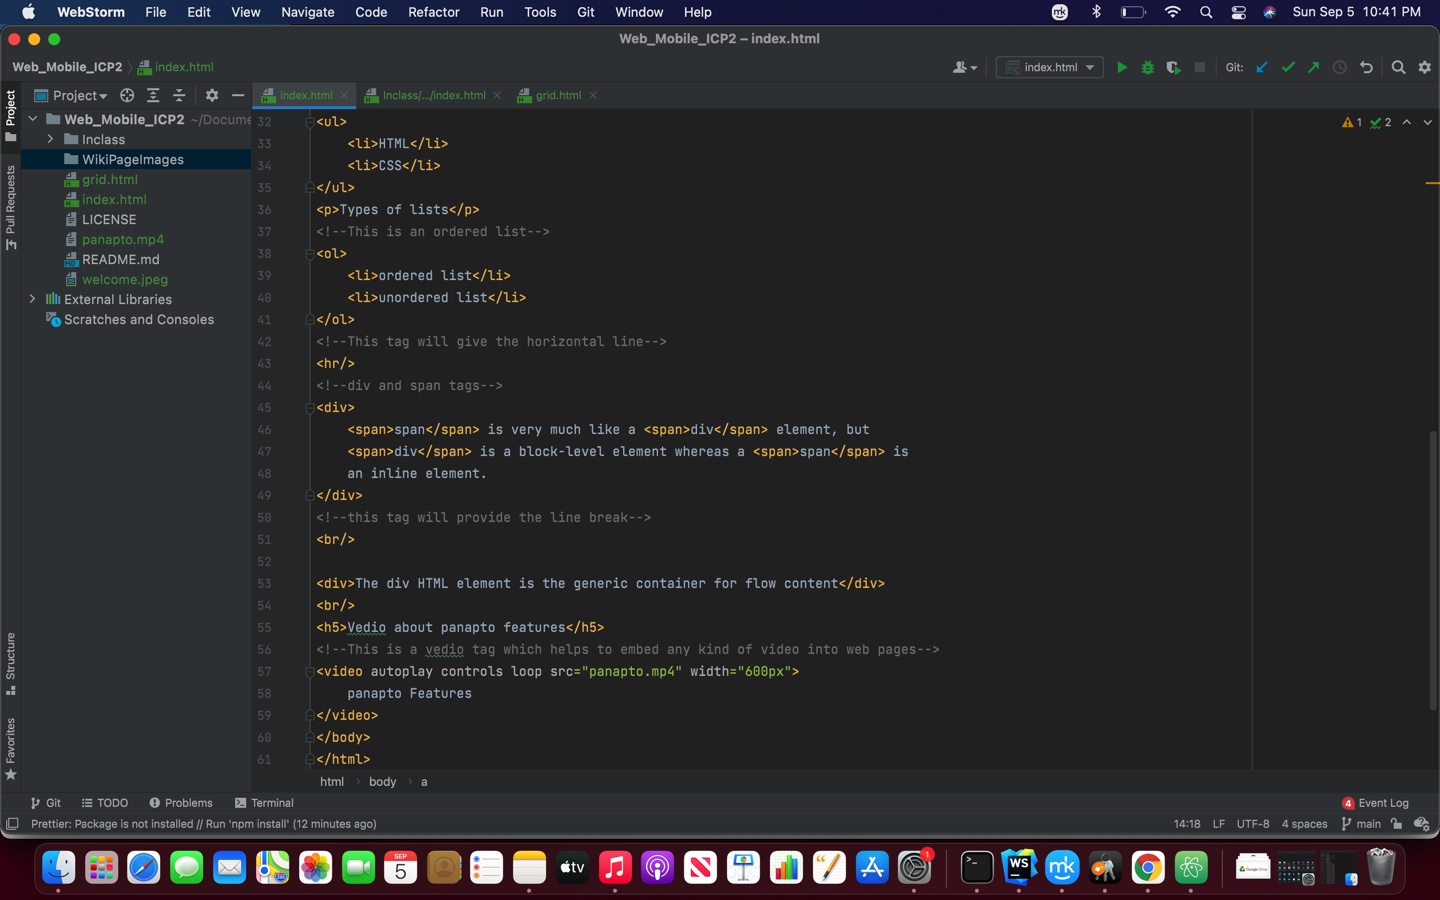 WebStorm File Edit View Navigate Code Refactor Run Tools Git Window Help mk Sun Sep 5 10:41 PM
Web_Mobile_ICP2 – index.html
Web_Mobile_ICP2 index.html index.html Git:
Project Project index.html Inclass/.../index.html grid.html
Web_Mobile_ICP2 ~/Docume
Inclass
WikiPageImages
grid.html
index.html
LICENSE
panapto.mp4
README.md
welcome.jpeg
External Libraries
Scratches and Consoles
Pull Requests
Structure
Favorites
1 2
32 <ul>
33 <li>HTML</li>
34 <li>CSS</li>
35 </ul>
36 <p>Types of lists</p>
37 <!--This is an ordered list-->
38 <ol>
39 <li>ordered list</li>
40 <li>unordered list</li>
41 </ol>
42 <!--This tag will give the horizontal line-->
43 <hr/>
44 <!--div and span tags-->
45 <div>
46 <span>span</span> is very much like a <span>div</span> element, but
47 <span>div</span> is a block-level element whereas a <span>span</span> is
48 an inline element.
49 </div>
50 <!--this tag will provide the line break-->
51 <br/>
52
53 <div>The div HTML element is the generic container for flow content</div>
54 <br/>
55 <h5>Vedio about panapto features</h5>
56 <!--This is a vedio tag which helps to embed any kind of video into web pages-->
57 <video autoplay controls loop src="panapto.mp4" width="600px">
58 panapto Features
59 </video>
60 </body>
61 </html>
html body a
Git TODO Problems Terminal 4 Event Log
Prettier: Package is not installed // Run 'npm install' (12 minutes ago) 14:18 LF UTF-8 4 spaces main
SEP
5
tv
1
WS
mk